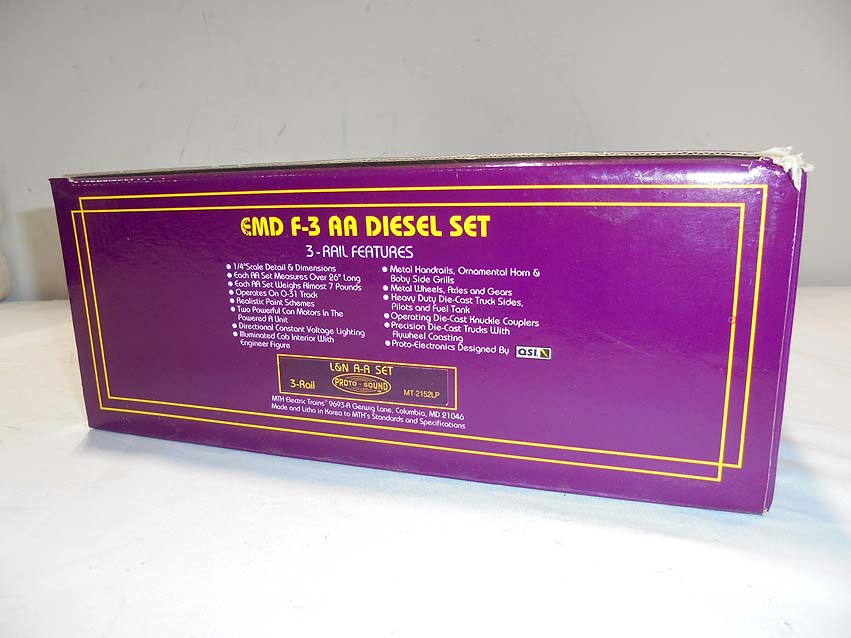 EMD F-3 AA DIESEL SET
3-RAIL FEATURES
● 1/4"Scale Detail & Dimensions
● Each AA Set Measures Over 26" Long
● Each AA Set Weighs Almost 7 Pounds
● Operates On O-31 Track
● Realistic Paint Schemes
● Two Powerful Can Motors In The
Powered A Unit
● Directional Constant Voltage Lighting
● Illuminated Cab Interior With
Engineer Figure
● Metal Handrails, Ornamental Horn &
Baby Side Grills
● Metal Wheels, Axles and Gears
● Heavy Duty Die-Cast Truck Sides,
Pilots and Fuel Tank
● Operating Die-Cast Knuckle Couplers
● Precision Die-Cast Trucks With
Flywheel Coasting
● Proto-Electronics Designed By QSI
L&N A-A SET
3-Rail PROTO-SOUND MT-2152LP
MTH Electric Trains® 9693-A Gerwig Lane, Columbia, MD 21046
Made and Litho in Korea to MTH's Standards and Specifications